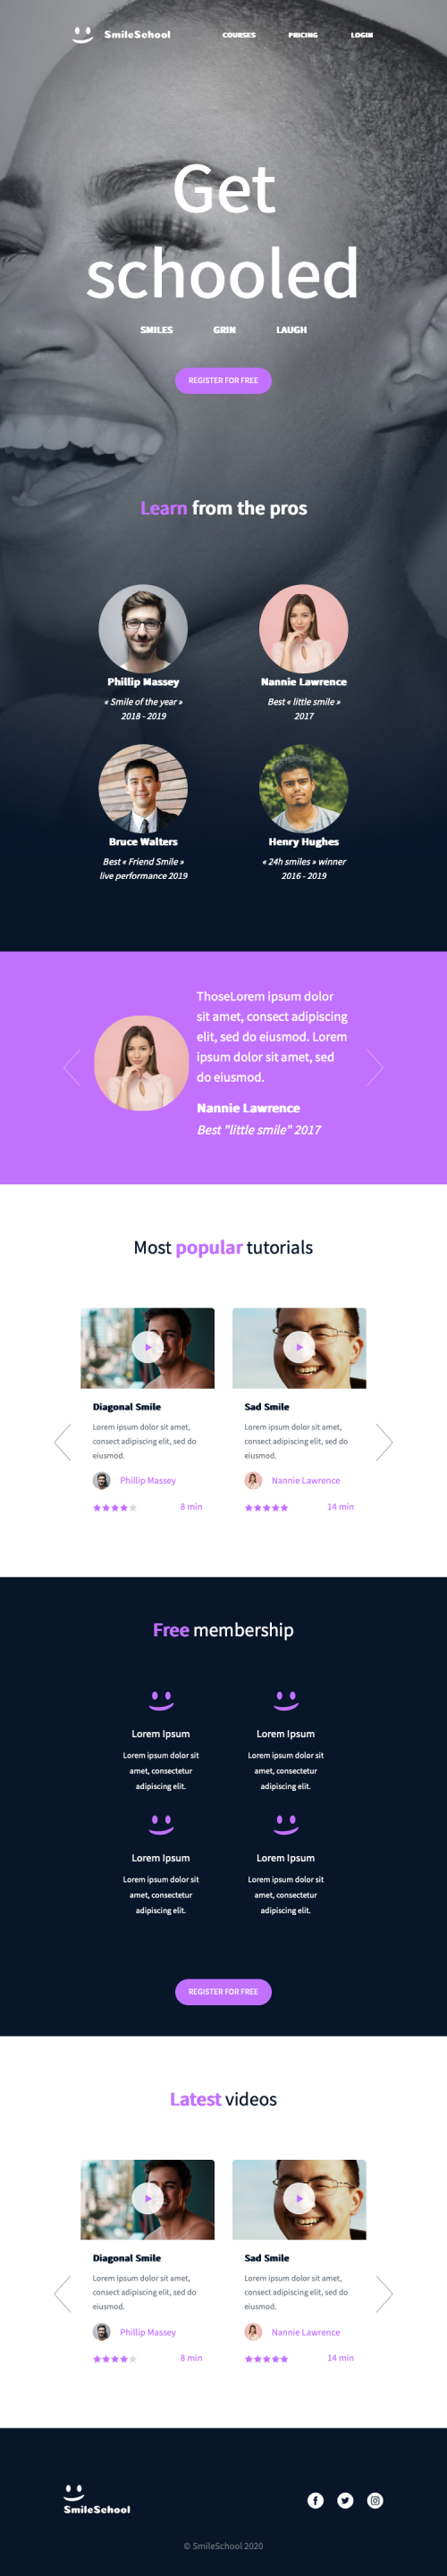 SmileSchool COURSES PRICING LOGIN
Get
schooled
SMILES GRIN LAUGH
REGISTER FOR FREE
Learn from the pros
Phillip Massey
« Smile of the year »
2018 - 2019
Nannie Lawrence
Best « little smile »
2017
Bruce Walters
Best « Friend Smile »
live performance 2019
Henry Hughes
« 24h smiles » winner
2016 - 2019
ThoseLorem ipsum dolor
sit amet, consect adipiscing
elit, sed do eiusmod. Lorem
ipsum dolor sit amet, sed
do eiusmod.
Nannie Lawrence
Best "little smile" 2017
Most popular tutorials
Diagonal Smile
Lorem ipsum dolor sit amet,
consect adipiscing elit, sed do
eiusmod.
Phillip Massey
8 min
Sad Smile
Lorem ipsum dolor sit amet,
consect adipiscing elit, sed do
eiusmod.
Nannie Lawrence
14 min
Free membership
Lorem Ipsum
Lorem ipsum dolor sit
amet, consectetur
adipiscing elit.
Lorem Ipsum
Lorem ipsum dolor sit
amet, consectetur
adipiscing elit.
Lorem Ipsum
Lorem ipsum dolor sit
amet, consectetur
adipiscing elit.
Lorem Ipsum
Lorem ipsum dolor sit
amet, consectetur
adipiscing elit.
REGISTER FOR FREE
Latest videos
Diagonal Smile
Lorem ipsum dolor sit amet,
consect adipiscing elit, sed do
eiusmod.
Phillip Massey
8 min
Sad Smile
Lorem ipsum dolor sit amet,
consect adipiscing elit, sed do
eiusmod.
Nannie Lawrence
14 min
SmileSchool
© SmileSchool 2020